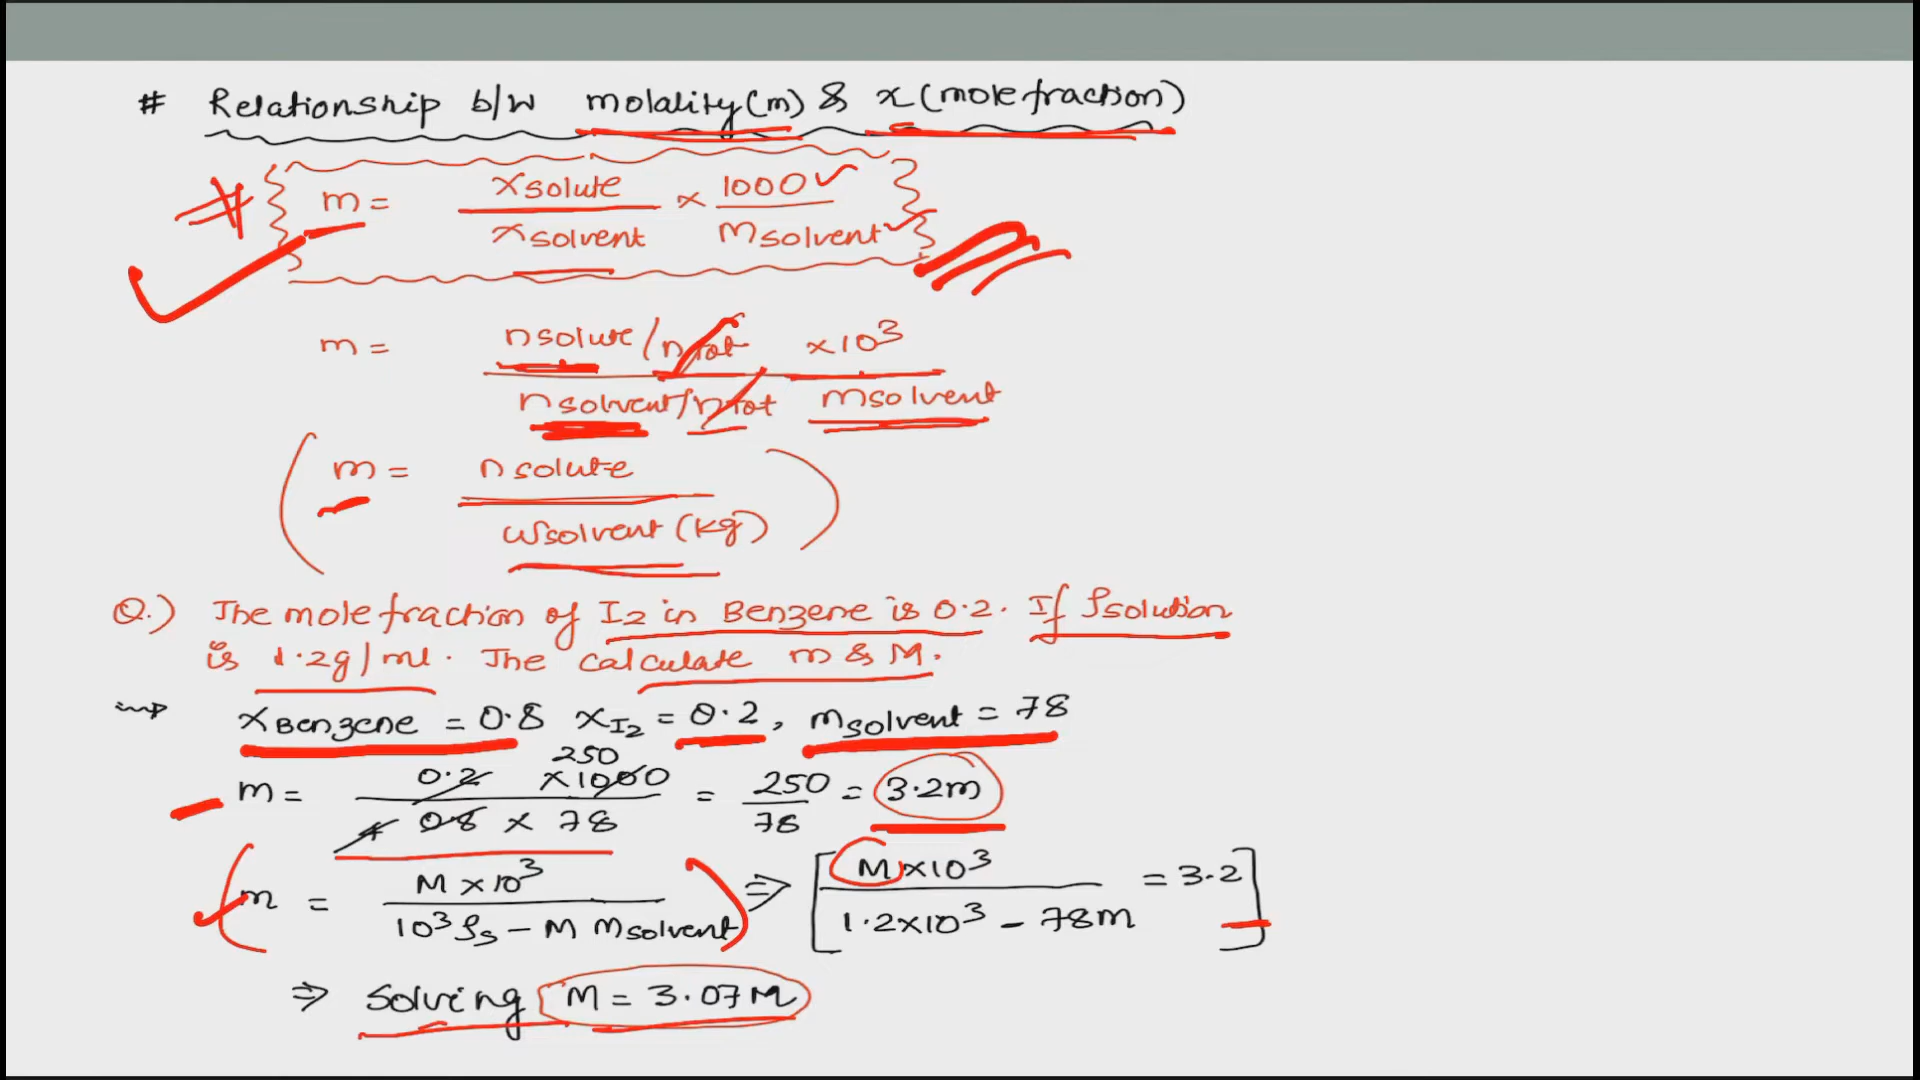 # Relationship b/w molality(m) & x (mole fraction)
m = xsolute / xsolvent × 1000 / Msolvent
m = nsolute/ntot ×10³ / nsolvent/ntot msolvent
m = nsolute / wsolvent (kg)
Q.) The mole fraction of I2 in Benzene is 0.2. If ρsolution
is 1.2g/ml. The calculate m & M.
⇒ xBenzene = 0.8 xI2 = 0.2, msolvent = 78
m = 0.2 ×1000 250 / 4 0.8 × 78 = 250 / 78 = 3.2m
m = M×10³ / 10³ρs – M msolvent ⇒ [ M×10³ / 1.2×10³ – 78m = 3.2 ]
⇒ solving M = 3.07M